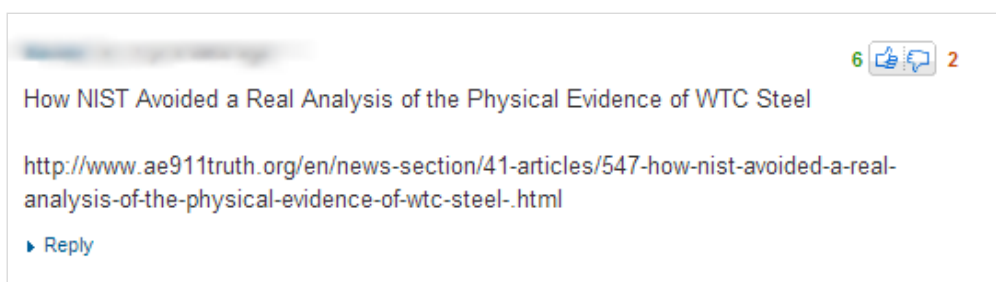 6 2
How NIST Avoided a Real Analysis of the Physical Evidence of WTC Steel
http://www.ae911truth.org/en/news-section/41-articles/547-how-nist-avoided-a-real-
analysis-of-the-physical-evidence-of-wtc-steel-.html
Reply